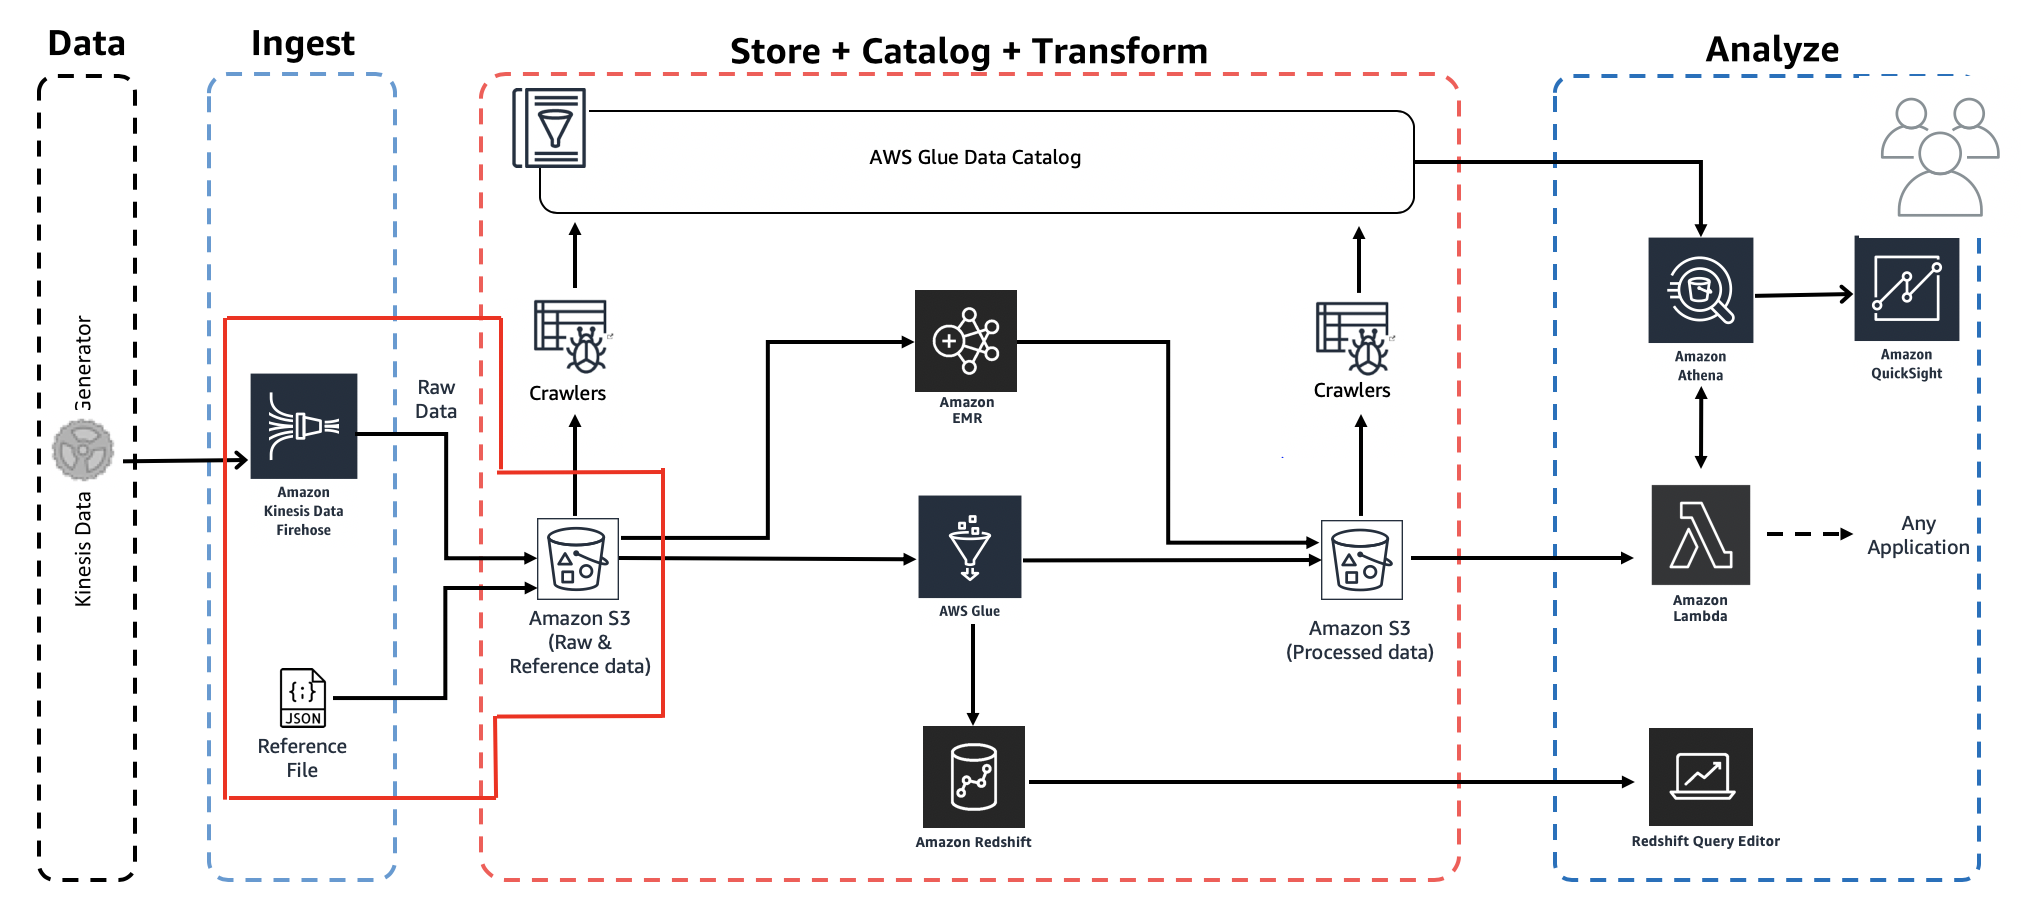 Data
Ingest
Store + Catalog + Transform
Analyze
AWS Glue Data Catalog
Kinesis Data Generator
Amazon
Kinesis Data
Firehose
Raw
Data
{;}
JSON
Reference
File
Crawlers
Amazon S3
(Raw &
Reference data)
Amazon
EMR
AWS Glue
Amazon Redshift
Crawlers
Amazon S3
(Processed data)
Amazon
Athena
Amazon
QuickSight
Amazon
Lambda
Any
Application
Redshift Query Editor